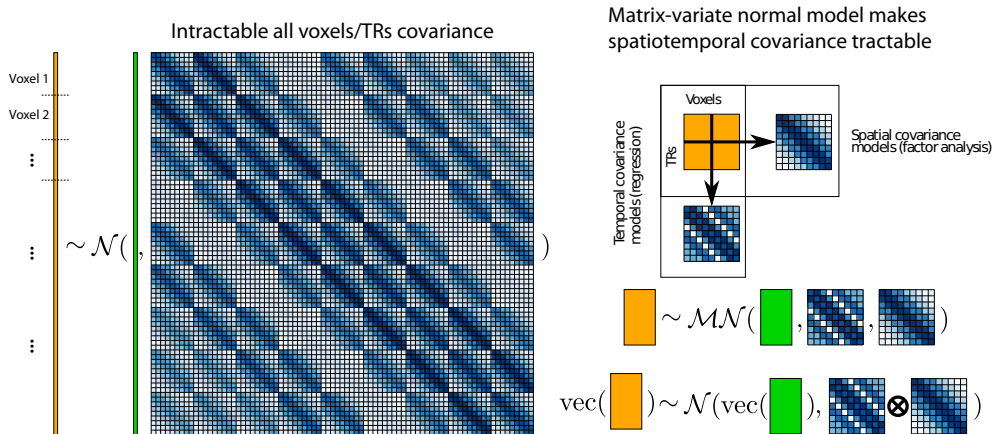 Intractable all voxels/TRs covariance
Voxel 1
Voxel 2
...
...
...
∼ 𝒩( , )
Matrix-variate normal model makes
spatiotemporal covariance tractable
Voxels
TRs
Temporal covariance
models (regression)
Spatial covariance
models (factor analysis)
∼ ℳ𝒩( , , )
vec( ) ∼ 𝒩(vec( ), ⊗ )